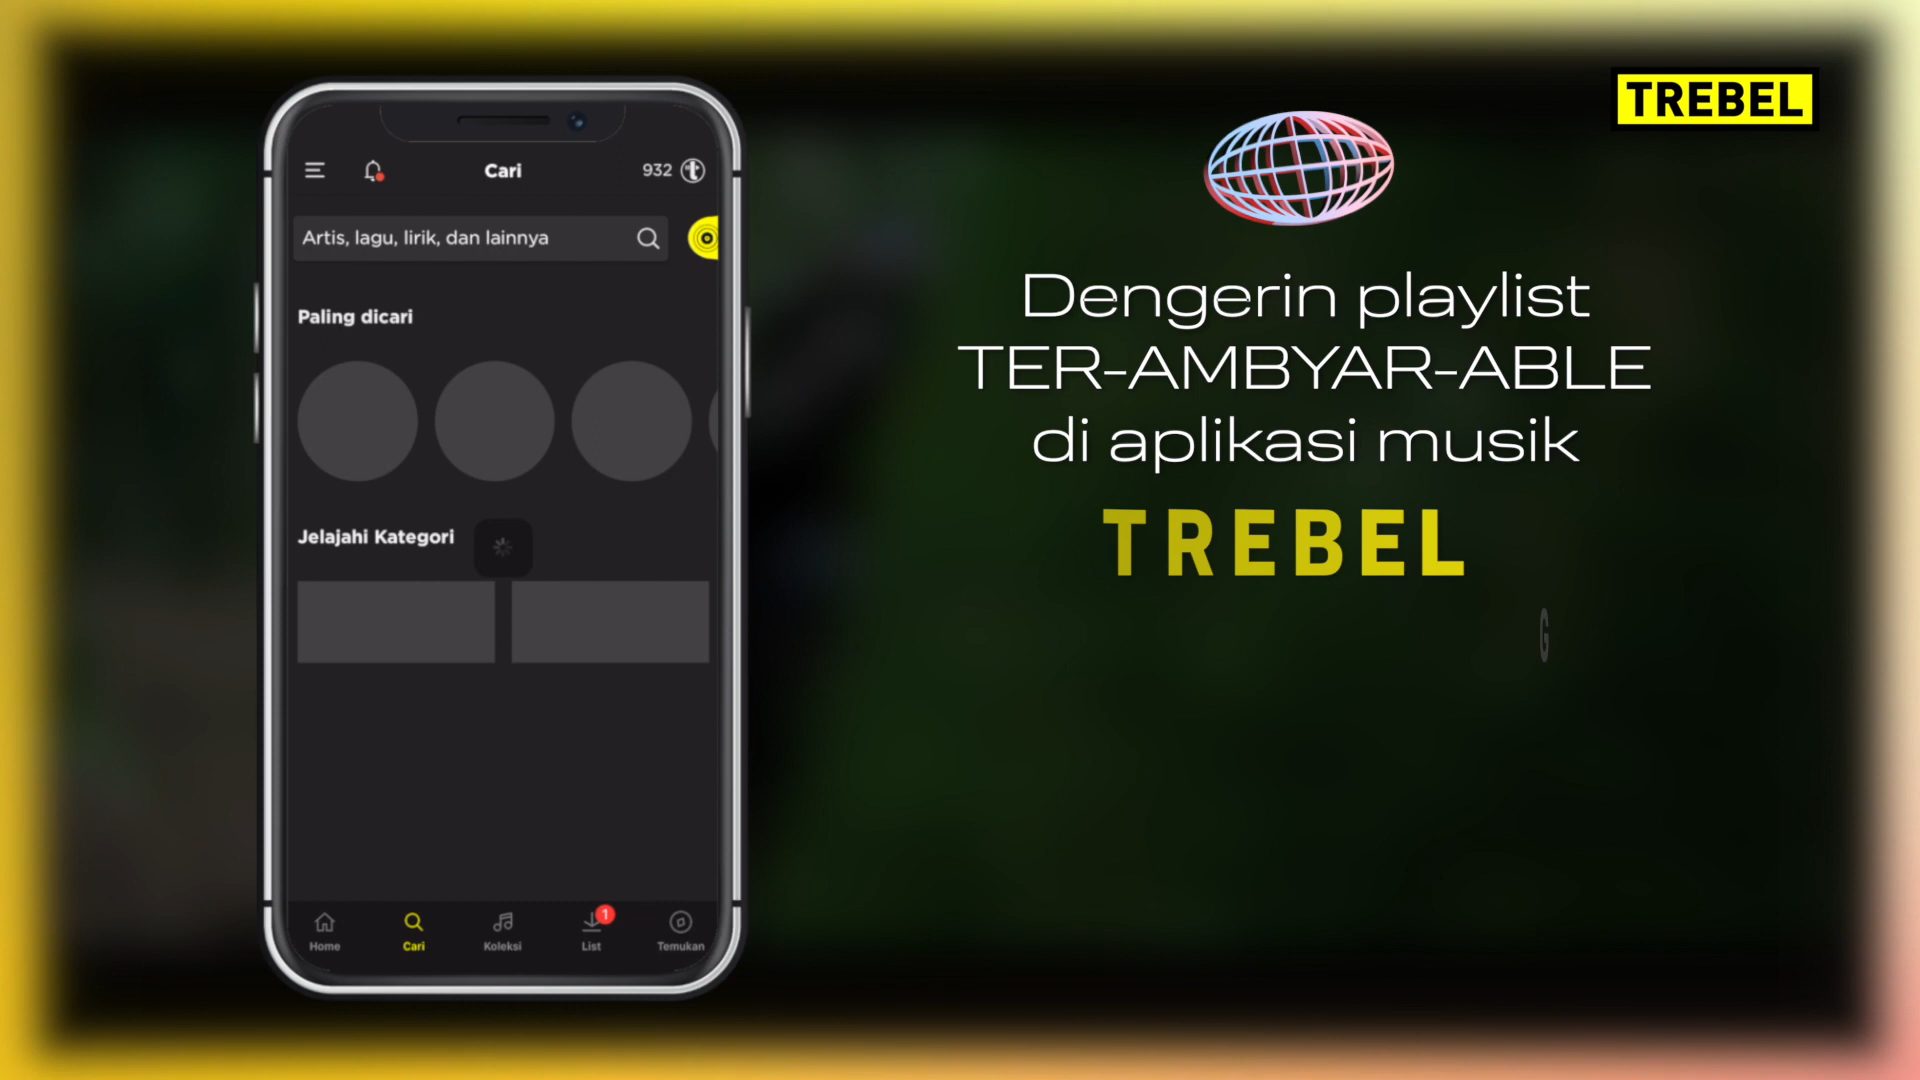 TREBEL
Cari
932
Artis, lagu, lirik, dan lainnya
Paling dicari
Jelajahi Kategori
Home
Cari
Koleksi
1
List
Temukan
Dengerin playlist
TER-AMBYAR-ABLE
di aplikasi musik
TREBEL
G